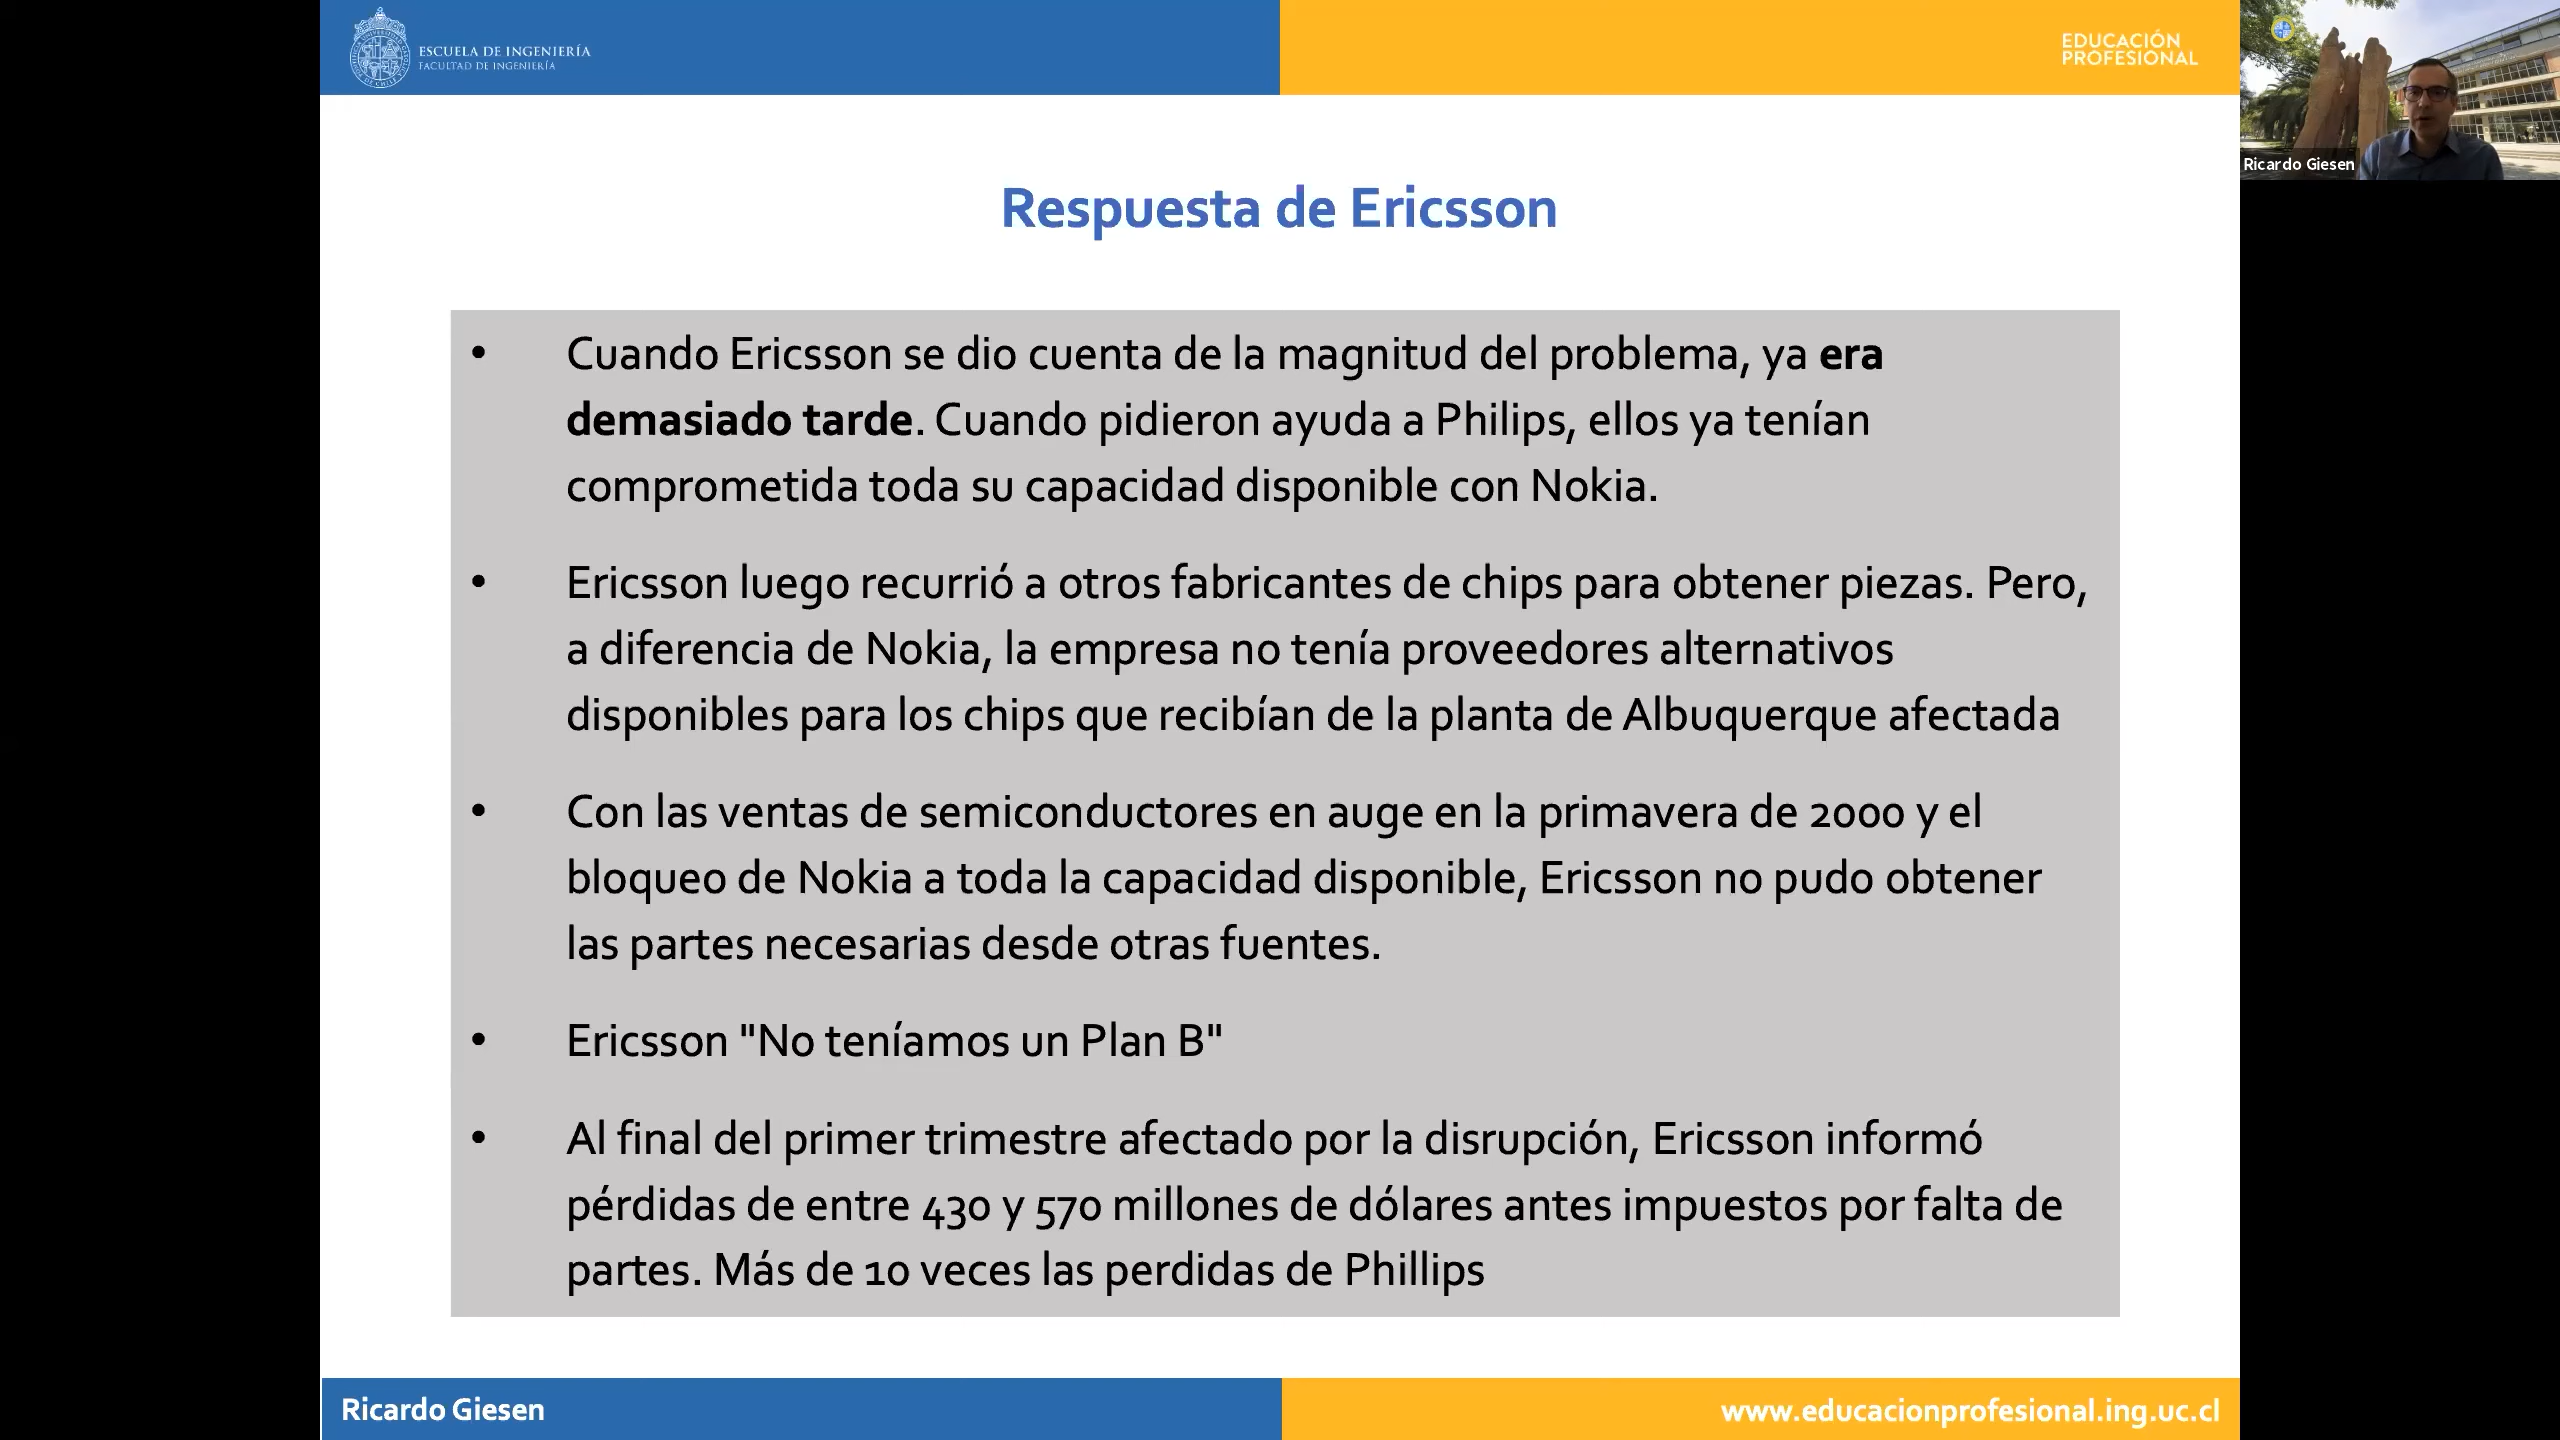 ESCUELA DE INGENIERÍA
FACULTAD DE INGENIERÍA
EDUCACIÓN
PROFESIONAL
Ricardo Giesen
Respuesta de Ericsson
• Cuando Ericsson se dio cuenta de la magnitud del problema, ya era
demasiado tarde. Cuando pidieron ayuda a Philips, ellos ya tenían
comprometida toda su capacidad disponible con Nokia.
• Ericsson luego recurrió a otros fabricantes de chips para obtener piezas. Pero,
a diferencia de Nokia, la empresa no tenía proveedores alternativos
disponibles para los chips que recibían de la planta de Albuquerque afectada
• Con las ventas de semiconductores en auge en la primavera de 2000 y el
bloqueo de Nokia a toda la capacidad disponible, Ericsson no pudo obtener
las partes necesarias desde otras fuentes.
• Ericsson "No teníamos un Plan B"
• Al final del primer trimestre afectado por la disrupción, Ericsson informó
pérdidas de entre 430 y 570 millones de dólares antes impuestos por falta de
partes. Más de 10 veces las perdidas de Phillips
Ricardo Giesen
www.educacionprofesional.ing.uc.cl